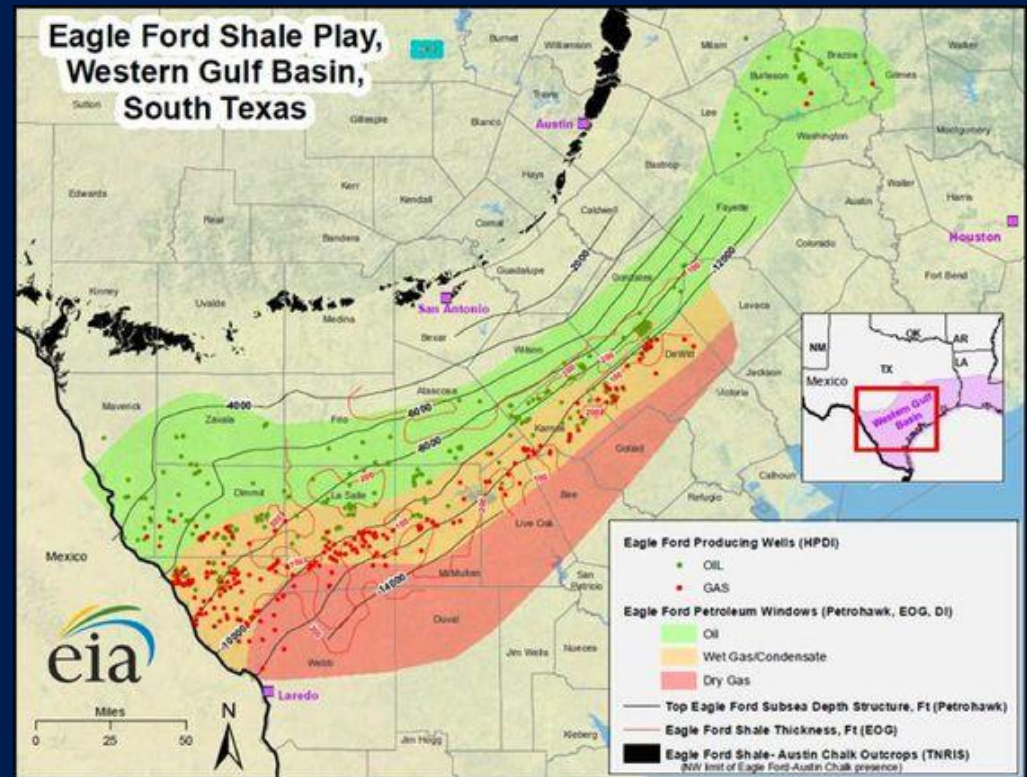 Eagle Ford Shale Play,
Western Gulf Basin,
South Texas
Burnet
Williamson
Milam
Brazos
Grimes
Walker
Burleson
Sutton
Gillespie
Blanco
Travis
Austin
Lee
Washington
Montgomery
Edwards
Kerr
Kendall
Hays
Bastrop
Waller
Harris
Real
Bandera
Comal
Caldwell
Fayette
Austin
Houston
Colorado
Fort Bend
Kinney
Uvalde
Medina
San Antonio
Guadalupe
-2000
Gonzales
100
-12000
Bexar
Wilson
Lavaca
Maverick
Zavala
Frio
Atascosa
-4000
-6000
-8000
200
200
DeWitt
Jackson
Victoria
Karnes
Goliad
Calhoun
Dimmit
La Salle
200
100
100
Bee
Refugio
Live Oak
Mexico
McMullen
-14000
San Patricio
-10000
Duval
Webb
Jim Wells
Nueces
Laredo
Jim Hogg
Kleberg
eia
Miles
0 25 50
N
NM
OK
AR
TX
LA
Mexico
Western Gulf
Basin
Eagle Ford Producing Wells (HPDI)
OIL
GAS
Eagle Ford Petroleum Windows (Petrohawk, EOG, DI)
Oil
Wet Gas/Condensate
Dry Gas
Top Eagle Ford Subsea Depth Structure, Ft (Petrohawk)
Eagle Ford Shale Thickness, Ft (EOG)
Eagle Ford Shale- Austin Chalk Outcrops (TNRIS)
(NW limit of Eagle Ford-Austin Chalk presence)